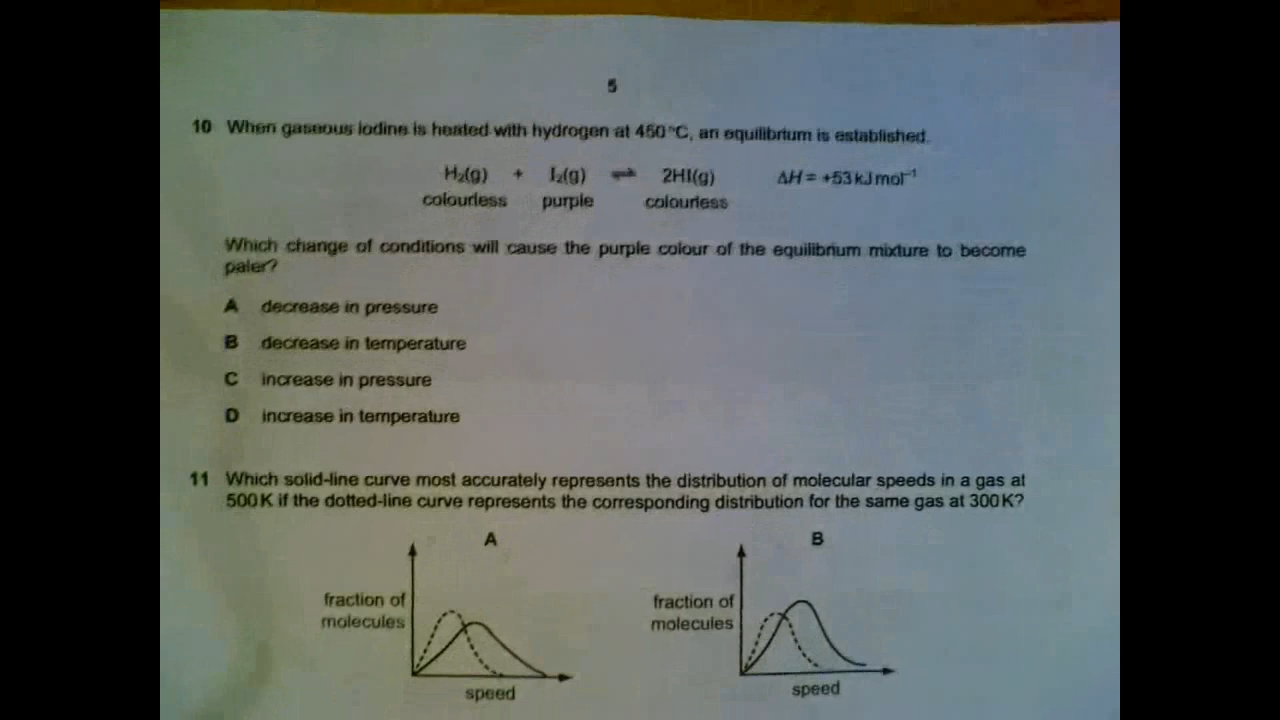 5
10 When gaseous iodine is heated with hydrogen at 450 °C, an equilibrium is established.
H₂(g) + I₂(g) ⇌ 2HI(g) ΔH = +53 kJ mol⁻¹
colourless purple colourless
Which change of conditions will cause the purple colour of the equilibrium mixture to become
paler?
A decrease in pressure
B decrease in temperature
C increase in pressure
D increase in temperature
11 Which solid-line curve most accurately represents the distribution of molecular speeds in a gas at
500 K if the dotted-line curve represents the corresponding distribution for the same gas at 300 K?
A B
fraction of fraction of
molecules molecules
speed speed